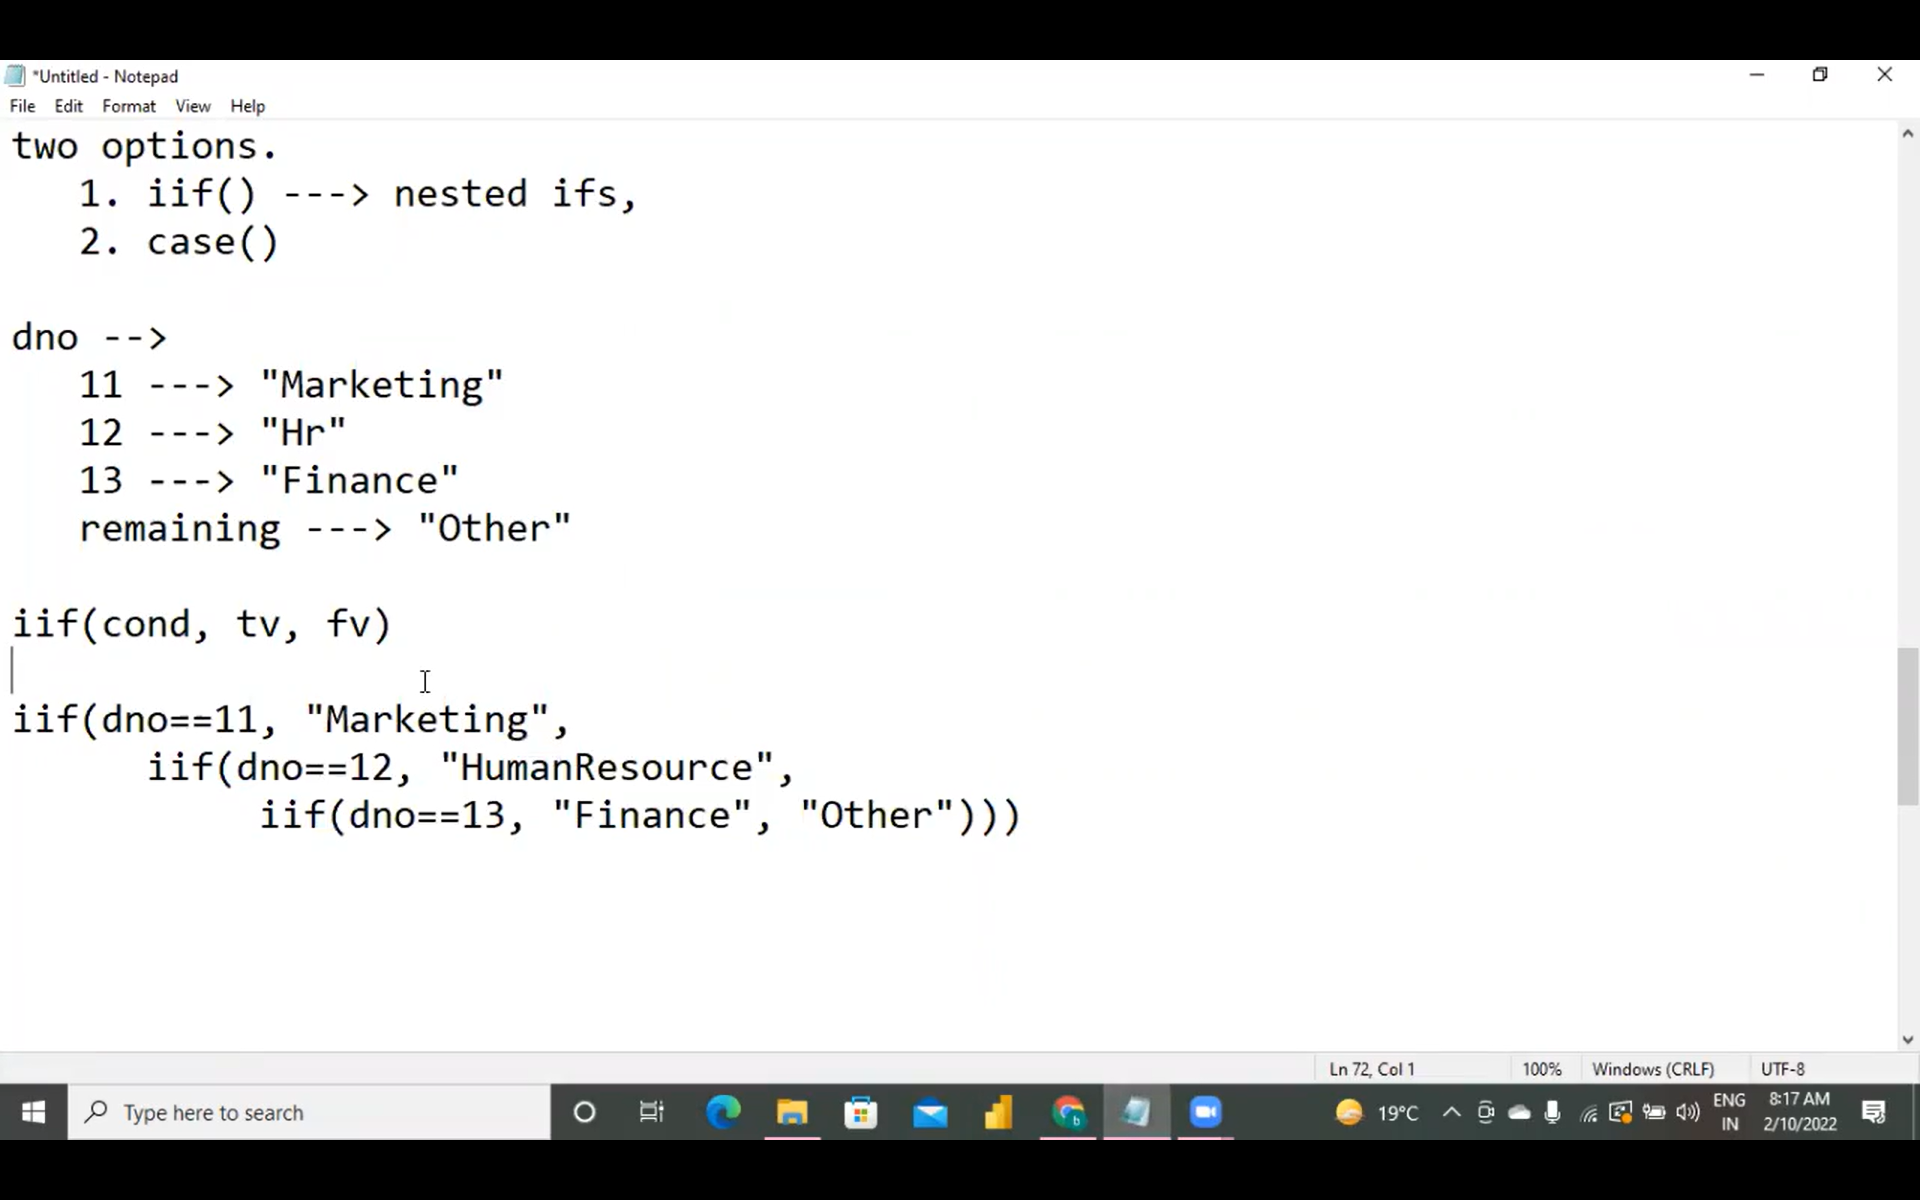 *Untitled - Notepad
File Edit Format View Help
two options.
1. iif() ---> nested ifs,
2. case()
dno -->
11 ---> "Marketing"
12 ---> "Hr"
13 ---> "Finance"
remaining ---> "Other"
iif(cond, tv, fv)
iif(dno==11, "Marketing",
iif(dno==12, "HumanResource",
iif(dno==13, "Finance", "Other")))
Ln 72, Col 1 100% Windows (CRLF) UTF-8
Type here to search 19°C ENG 8:17 AM
IN 2/10/2022